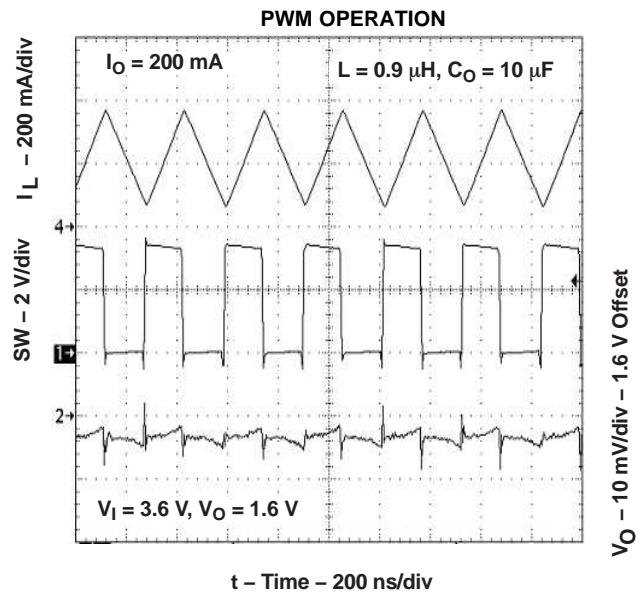 PWM OPERATION
I_O = 200 mA
L = 0.9 μH, C_O = 10 μF
I_L – 200 mA/div
4
SW – 2 V/div
1
2
V_O – 10 mV/div – 1.6 V Offset
V_I = 3.6 V, V_O = 1.6 V
t – Time – 200 ns/div